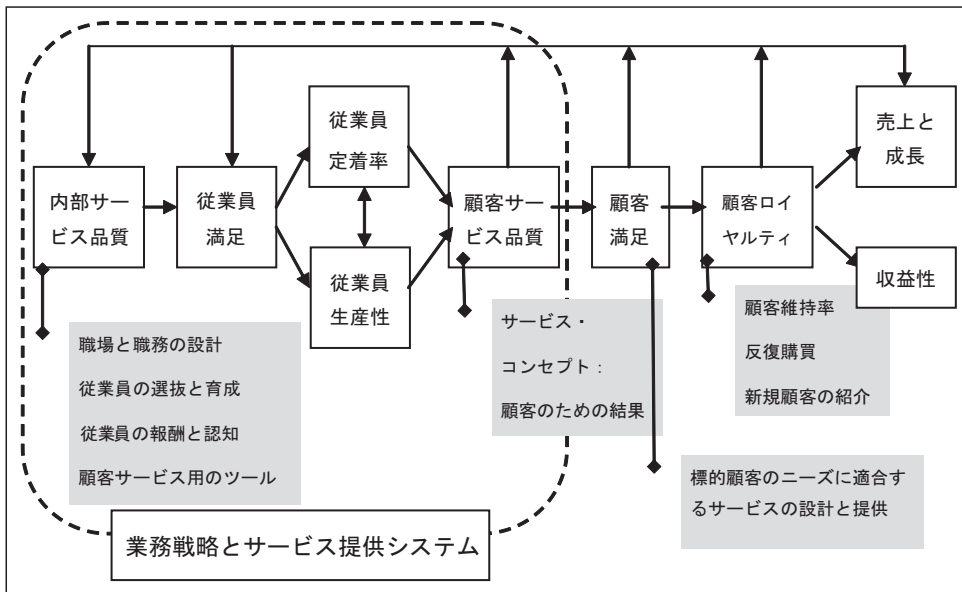 内部サー
ビス品質
従業員
満足
従業員
定着率
従業員
生産性
顧客サー
ビス品質
顧客
満足
顧客ロイ
ヤルティ
売上と
成長
収益性
職場と職務の設計
従業員の選抜と育成
従業員の報酬と認知
顧客サービス用のツール
サービス・
コンセプト：
顧客のための結果
顧客維持率
反復購買
新規顧客の紹介
標的顧客のニーズに適合す
るサービスの設計と提供
業務戦略とサービス提供システム